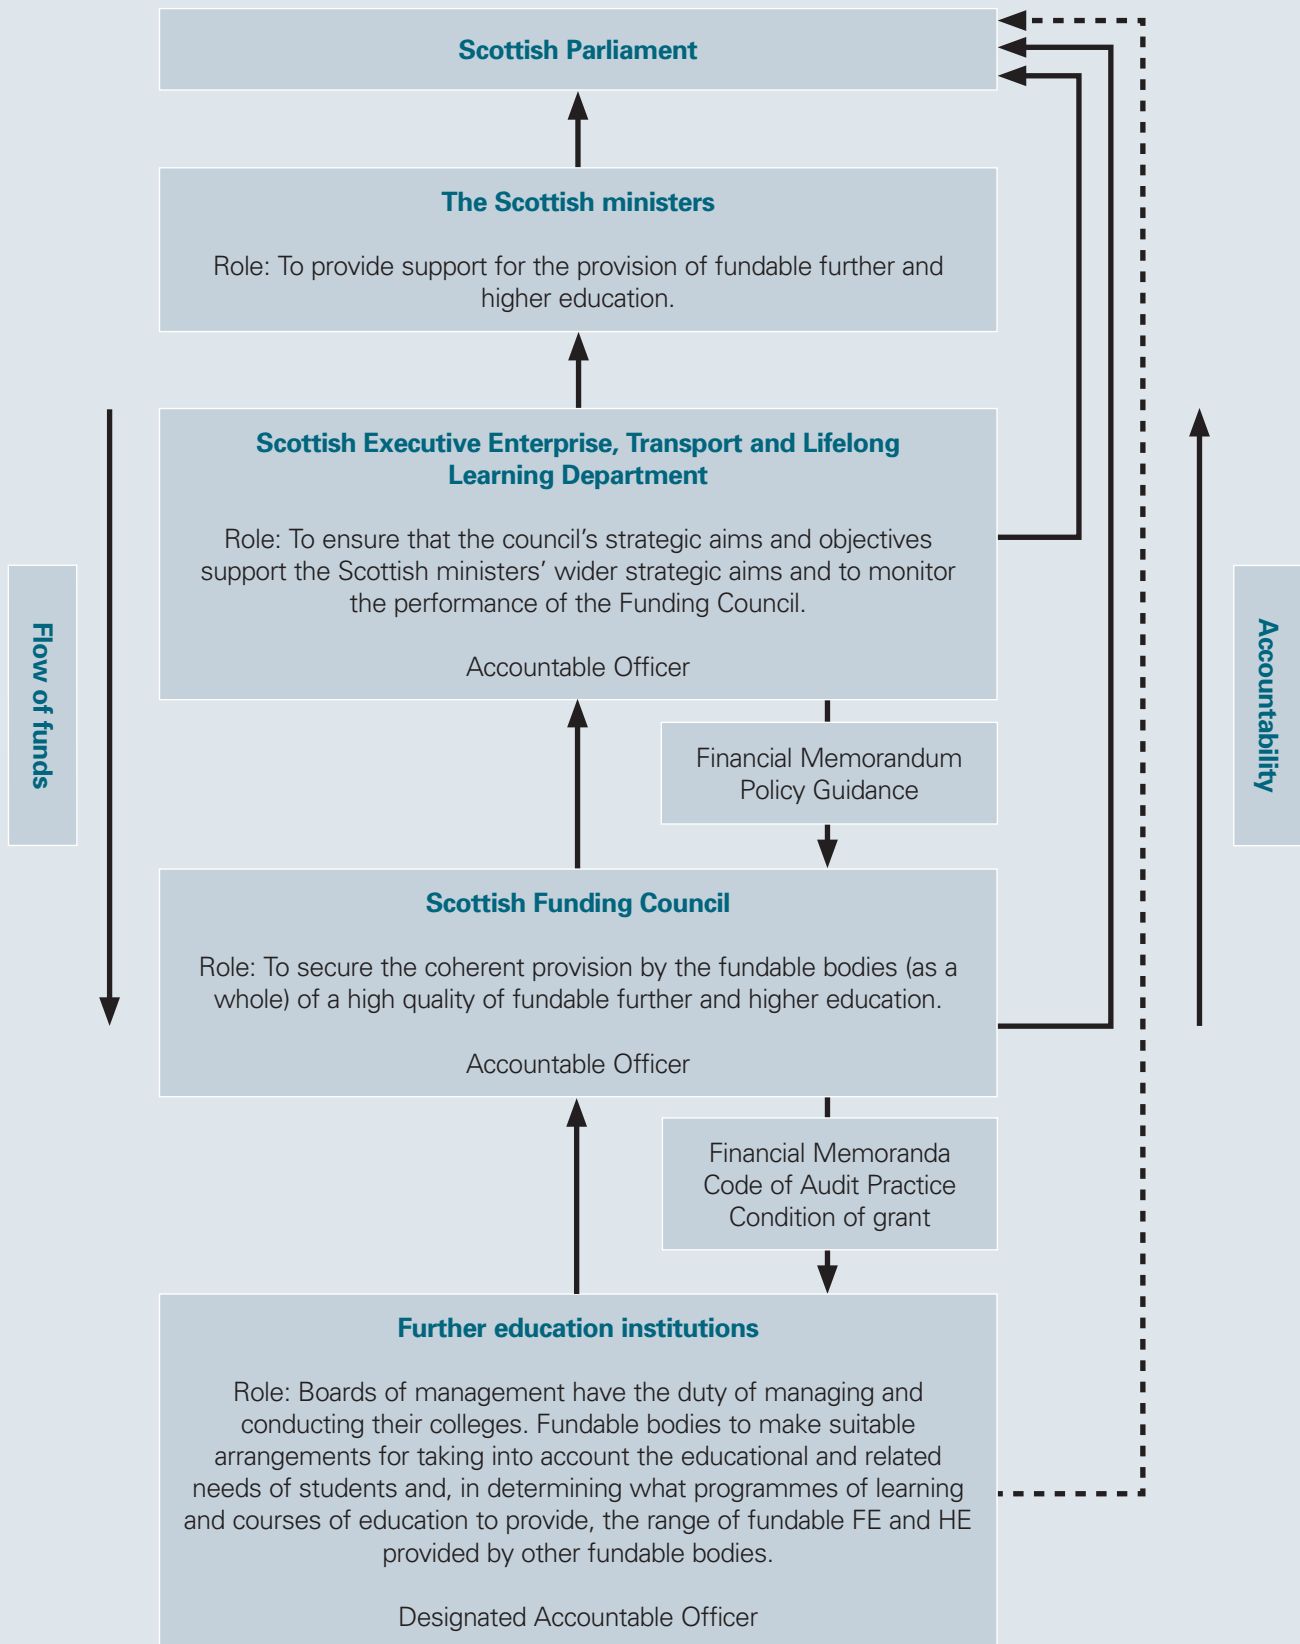 Scottish Parliament
The Scottish ministers
Role: To provide support for the provision of fundable further and
higher education.
Scottish Executive Enterprise, Transport and Lifelong
Learning Department
Role: To ensure that the council’s strategic aims and objectives
support the Scottish ministers’ wider strategic aims and to monitor
the performance of the Funding Council.
Accountable Officer
Flow of funds
Accountability
Financial Memorandum
Policy Guidance
Scottish Funding Council
Role: To secure the coherent provision by the fundable bodies (as a
whole) of a high quality of fundable further and higher education.
Accountable Officer
Financial Memoranda
Code of Audit Practice
Condition of grant
Further education institutions
Role: Boards of management have the duty of managing and
conducting their colleges. Fundable bodies to make suitable
arrangements for taking into account the educational and related
needs of students and, in determining what programmes of learning
and courses of education to provide, the range of fundable FE and HE
provided by other fundable bodies.
Designated Accountable Officer